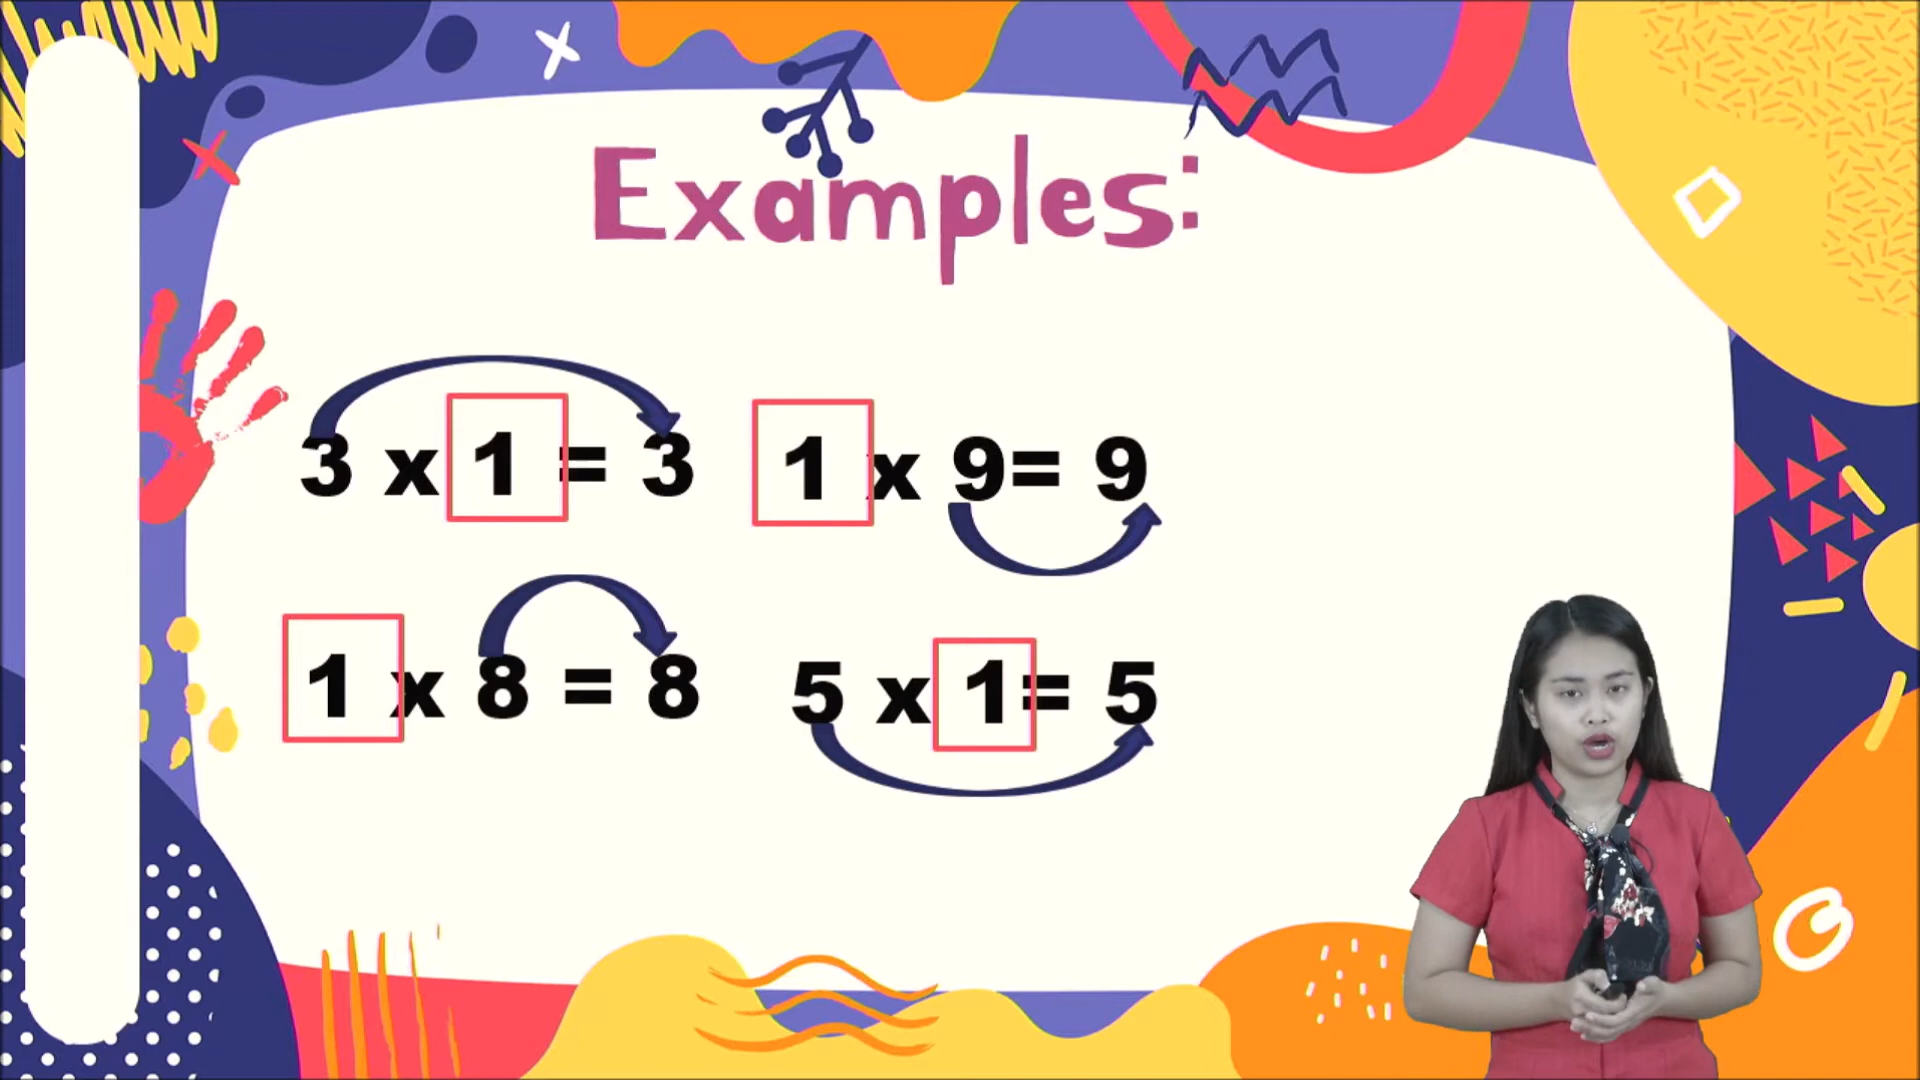 Examples:
3 x 1 = 3
1 x 9= 9
1 x 8 = 8
5 x 1= 5